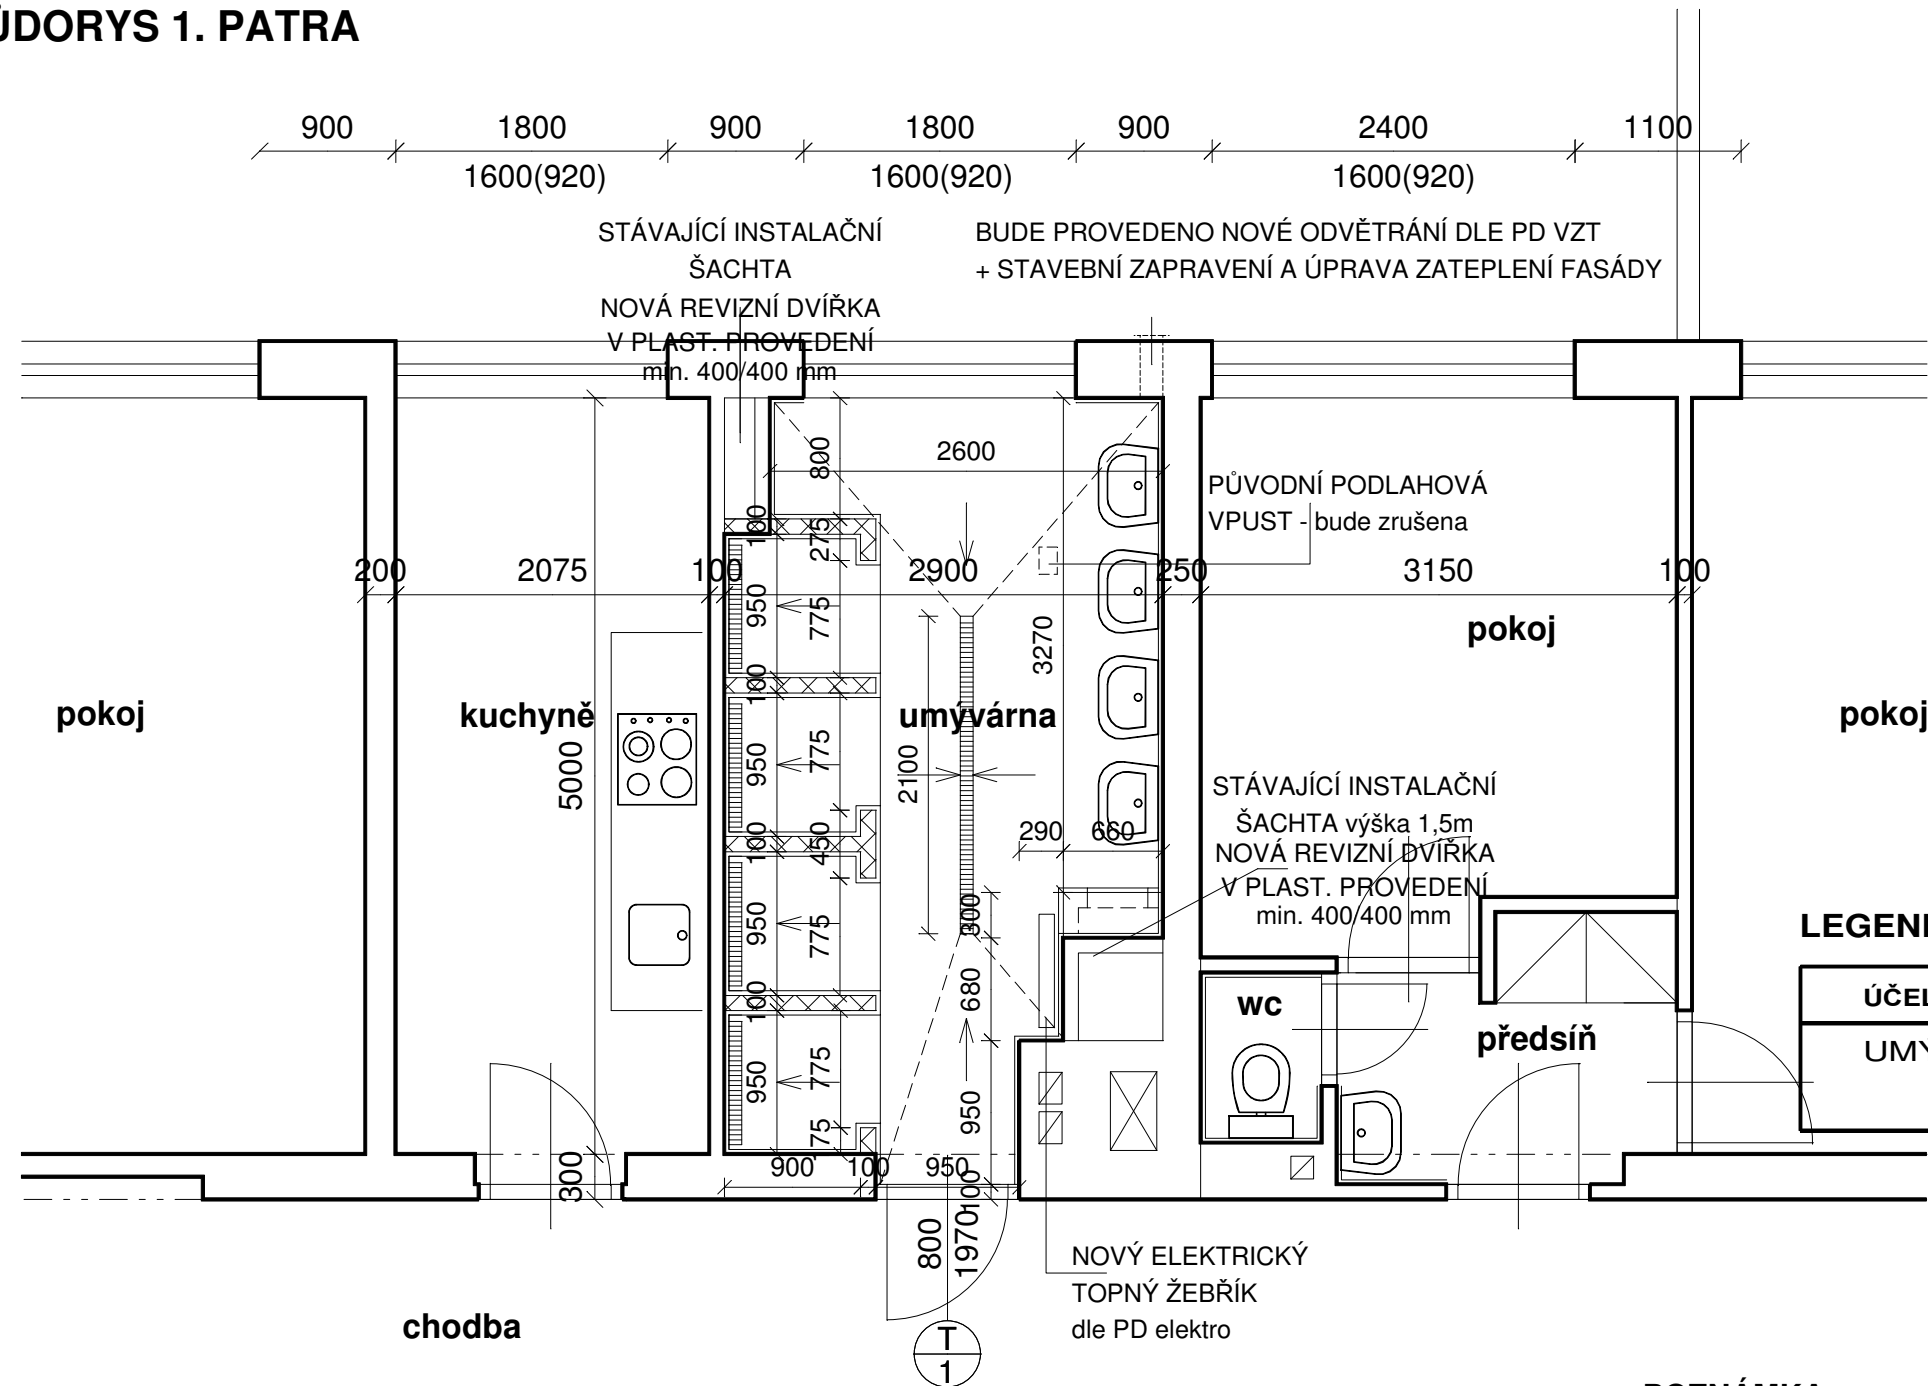 ŮDORYS 1. PATRA
900 1800 900 1800 900 2400 1100
1600(920) 1600(920) 1600(920)
STÁVAJÍCÍ INSTALAČNÍ
ŠACHTA
NOVÁ REVIZNÍ DVÍŘKA
V PLAST. PROVEDENÍ
min. 400/400 mm
BUDE PROVEDENO NOVÉ ODVĚTRÁNÍ DLE PD VZT
+ STAVEBNÍ ZAPRAVENÍ A ÚPRAVA ZATEPLENÍ FASÁDY
800
2600
PŮVODNÍ PODLAHOVÁ
VPUST - bude zrušena
100
275
200 2075 100 2900 250 3150 100
950
775
3270
pokoj
100
pokoj
kuchyně
umývárna
pokoj
5000
950
775
2100
STÁVAJÍCÍ INSTALAČNÍ
ŠACHTA výška 1,5m
NOVÁ REVIZNÍ DVÍŘKA
V PLAST. PROVEDENÍ
min. 400/400 mm
290 660
100
450
300
950
775
LEGEN
680
100
wc
předsíň
ÚČEL
UMÝ
950
775
950
75
300
900 100 950
100
800
1970
NOVÝ ELEKTRICKÝ
TOPNÝ ŽEBŘÍK
dle PD elektro
chodba
T
1
POZNÁMKA